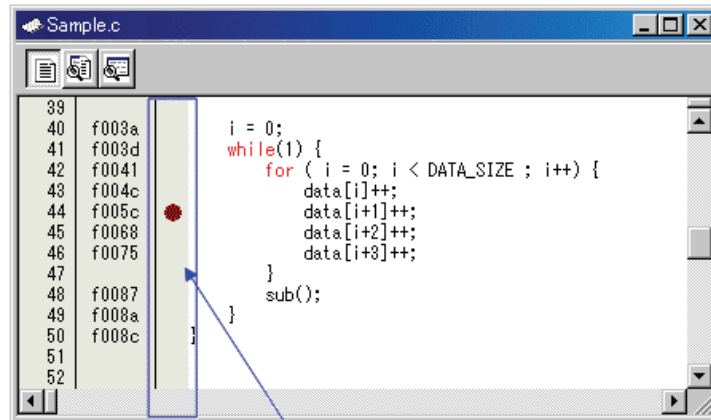 Sample.c
39
40 f003a i = 0;
41 f003d while(1) {
42 f0041 for ( i = 0; i < DATA_SIZE ; i++) {
43 f004c data[i]++;
44 f005c data[i+1]++;
45 f0068 data[i+2]++;
46 f0075 data[i+3]++;
47 }
48 f0087 sub();
49 f008a }
50 f008c }
51
52